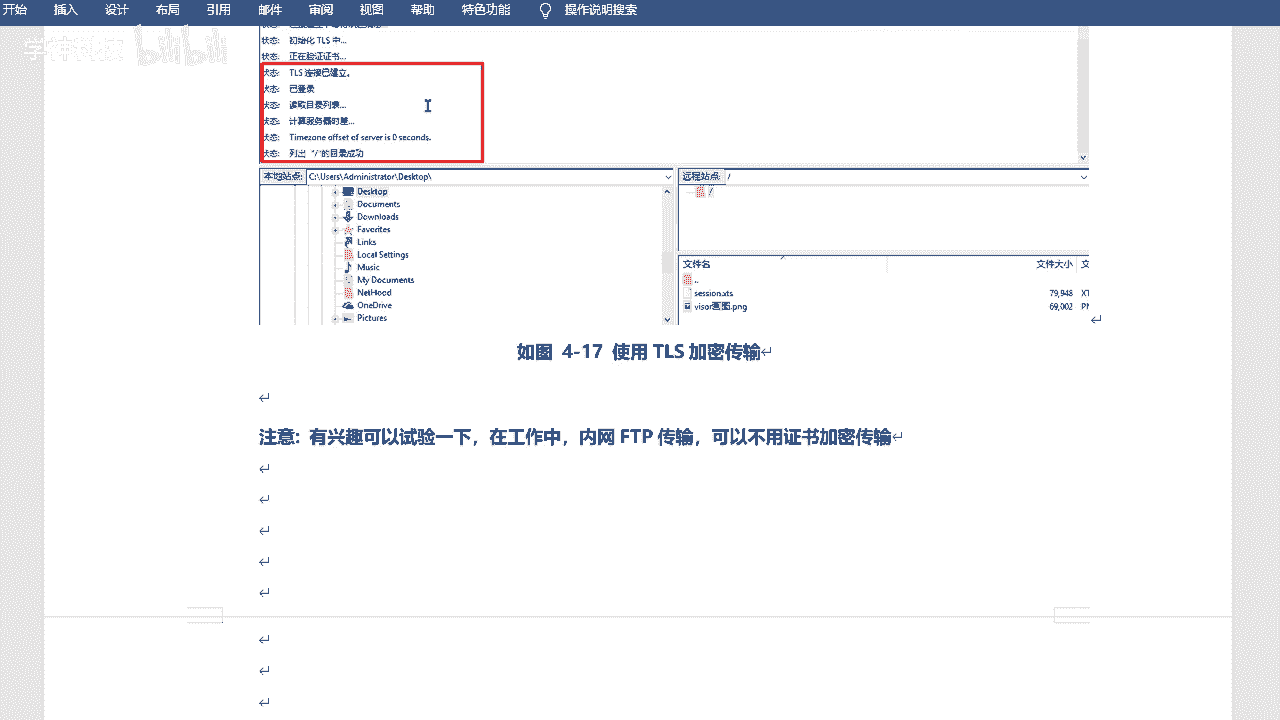 开始 插入 设计 布局 引用 邮件 审阅 视图 帮助 特色功能 操作说明搜索
状态: 初始化 TLS 中...
状态: 正在验证证书...
状态: TLS 连接已建立。
状态: 已登录
状态: 读取目录列表...
状态: 计算服务器时差...
状态: Timezone offset of server is 0 seconds.
状态: 列出 "/"的目录成功
本地站点: C:\Users\Administrator\Desktop\
远程站点: /
Desktop
Documents
Downloads
Favorites
Links
Local Settings
Music
My Documents
NetHood
OneDrive
Pictures
/
文件名 文件大小 文
..
session.xts 79,948 XT
visor画图.png 69,002 PN
如图 4-17 使用 TLS 加密传输
注意: 有兴趣可以试验一下，在工作中，内网 FTP 传输，可以不用证书加密传输
bilibili